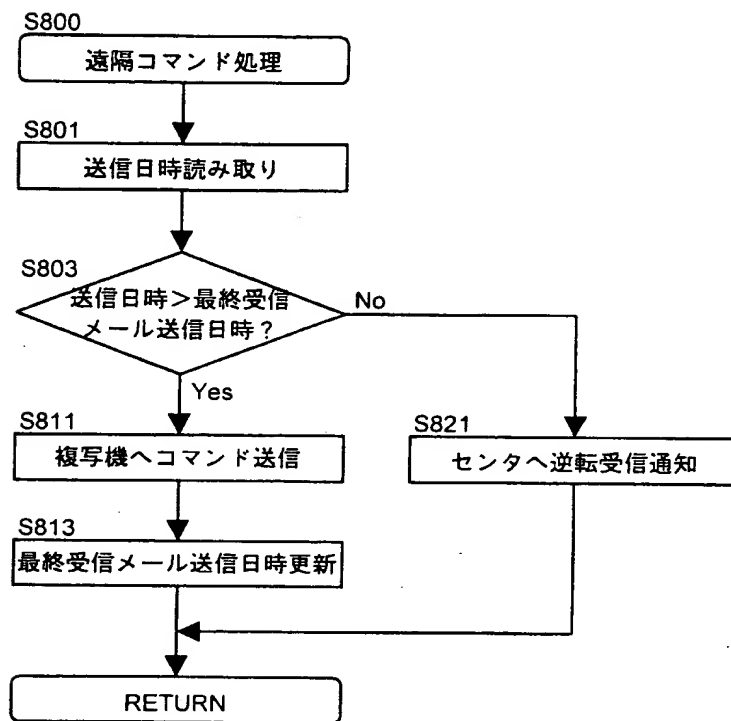 S800
遠隔コマンド処理
S801
送信日時読み取り
S803
送信日時＞最終受信
メール送信日時？
No
Yes
S811
複写機へコマンド送信
S821
センタへ逆転受信通知
S813
最終受信メール送信日時更新
RETURN